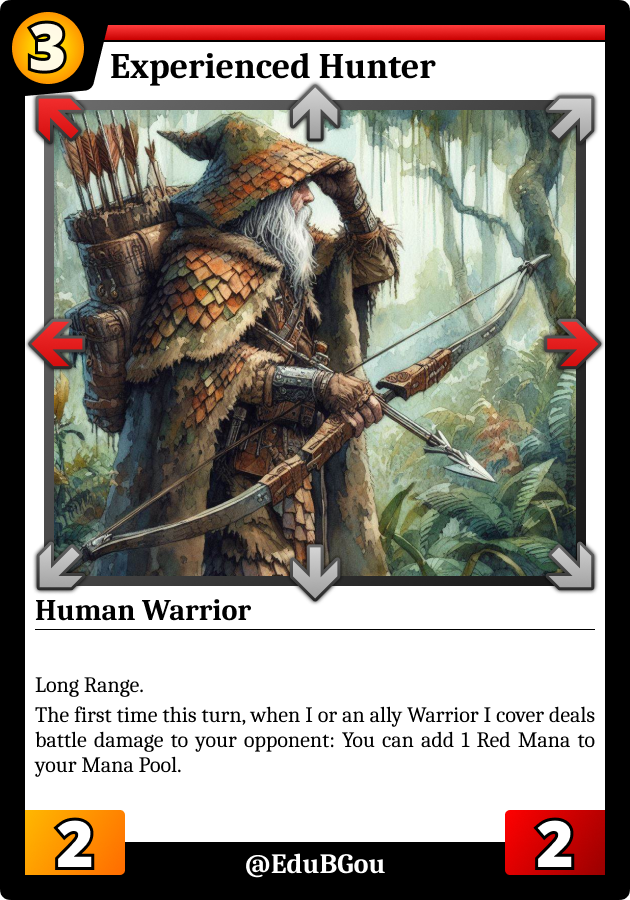 3
Experienced Hunter
Human Warrior
Long Range.
The first time this turn, when I or an ally Warrior I cover deals
battle damage to your opponent: You can add 1 Red Mana to
your Mana Pool.
2
@EduBGou
2